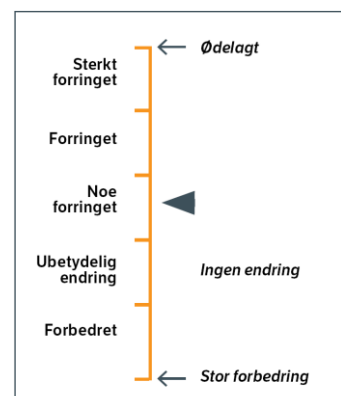 Ødelagt
Sterkt
forringet
Forringet
Noe
forringet
Ubetydelig
endring
Ingen endring
Forbedret
Stor forbedring